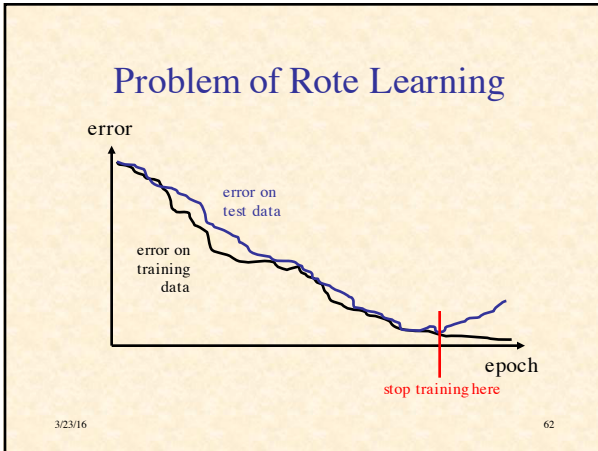 Problem of Rote Learning
error
error on
test data
error on
training
data
epoch
stop training here
3/23/16
62